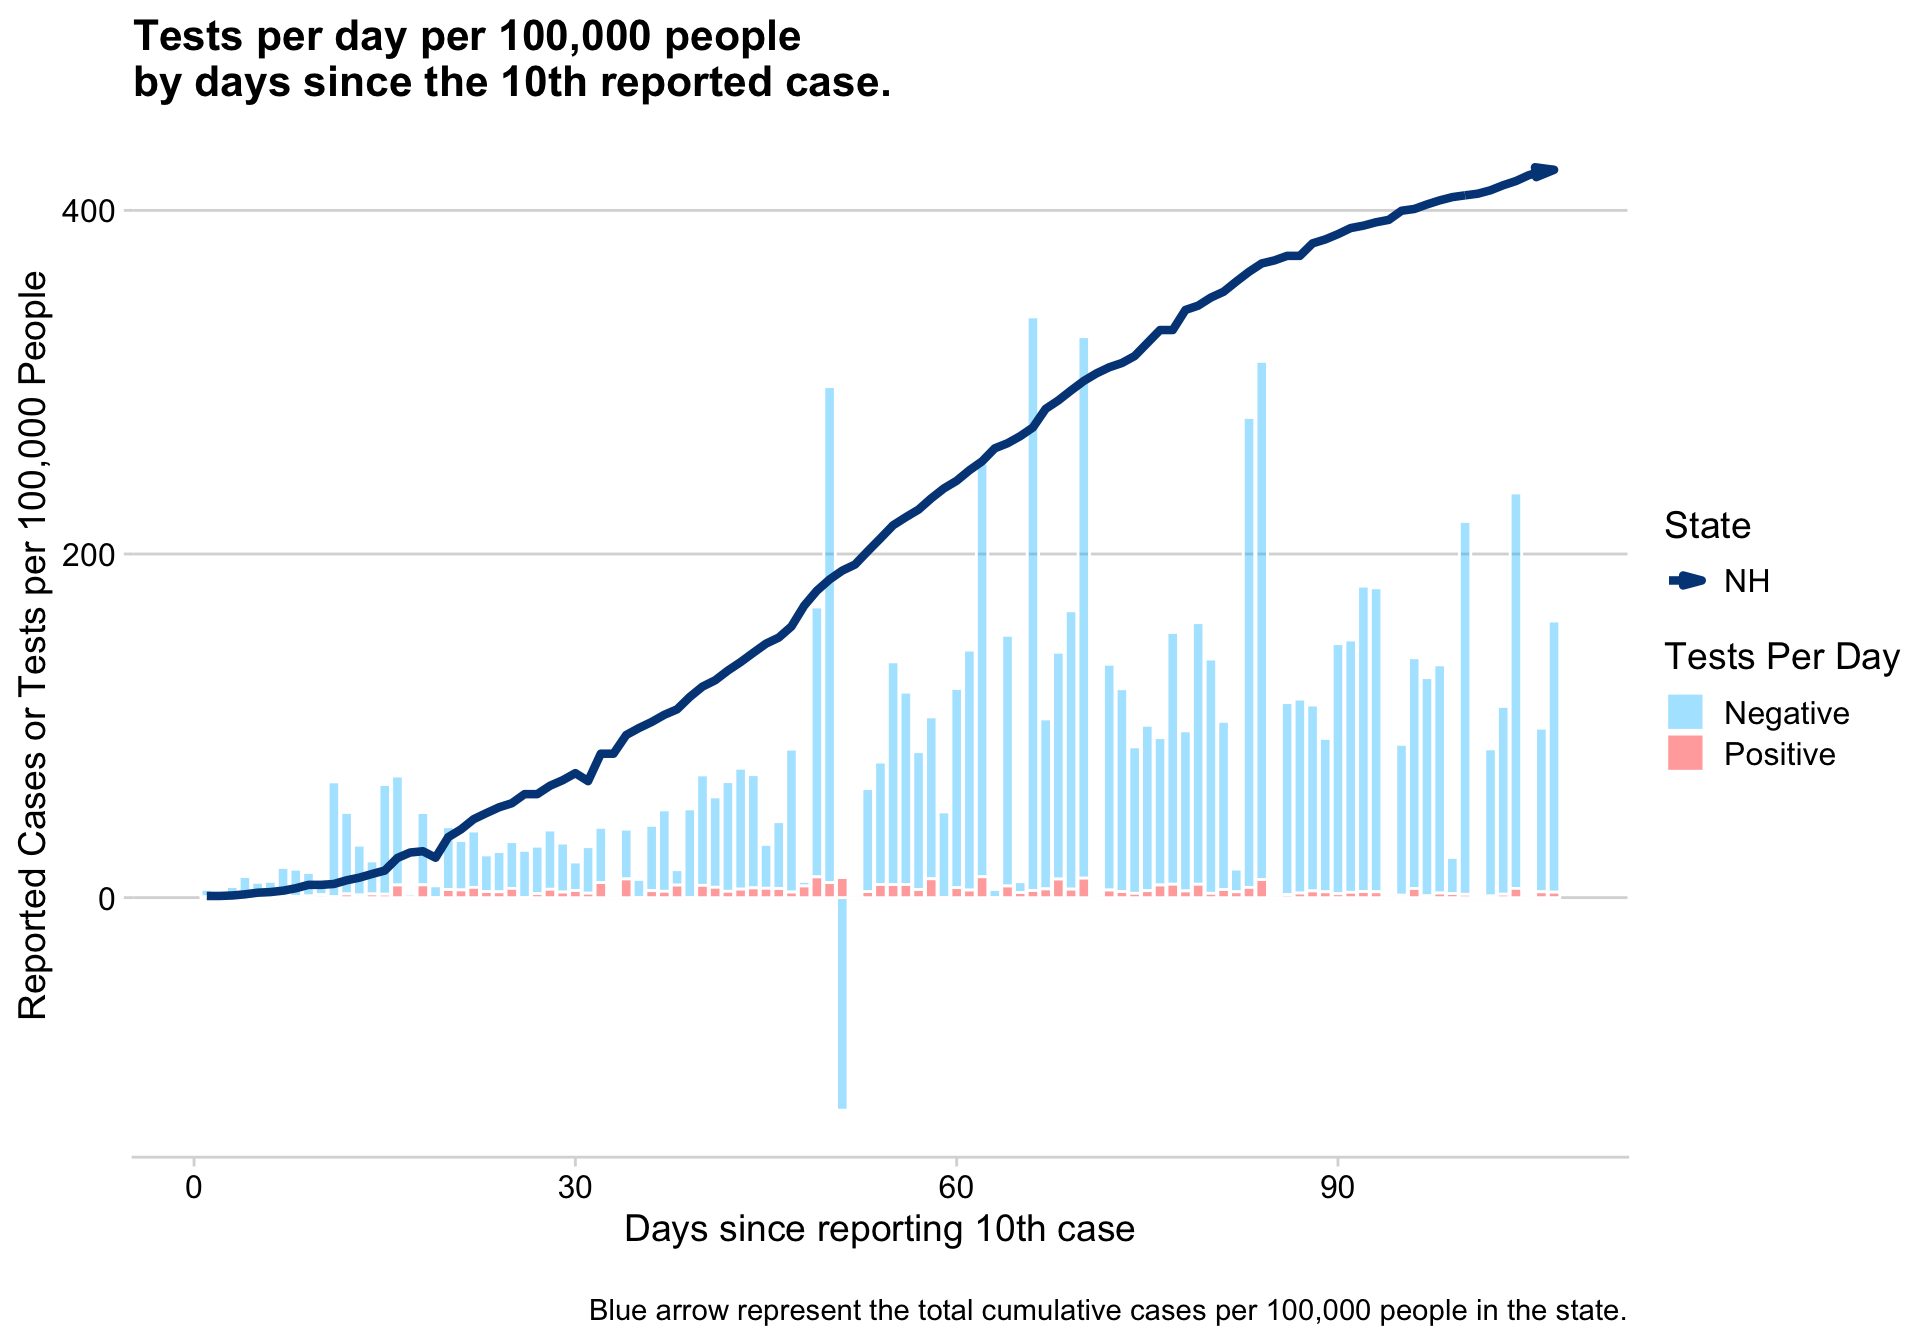 Tests per day per 100,000 people
by days since the 10th reported case.
Reported Cases or Tests per 100,000 People
400
200
0
0
30
60
90
Days since reporting 10th case
State
NH
Tests Per Day
Negative
Positive
Blue arrow represent the total cumulative cases per 100,000 people in the state.